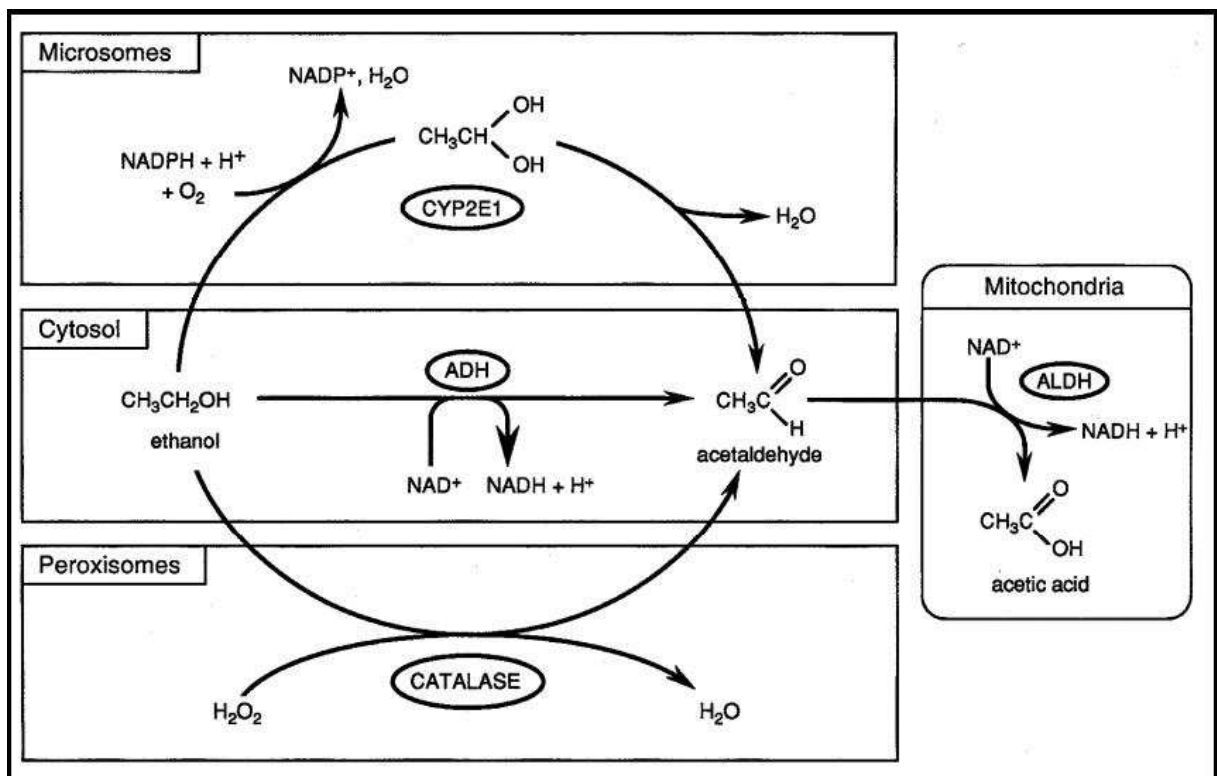 Microsomes
NADP⁺, H₂O
OH
CH₃CH
OH
NADPH + H⁺
+ O₂
CYP2E1
H₂O
Mitochondria
Cytosol
NAD⁺
ADH
O
ALDH
CH₃CH₂OH
CH₃C
H
NADH + H⁺
ethanol
acetaldehyde
NAD⁺
NADH + H⁺
O
CH₃C
OH
acetic acid
Peroxisomes
CATALASE
H₂O₂
H₂O